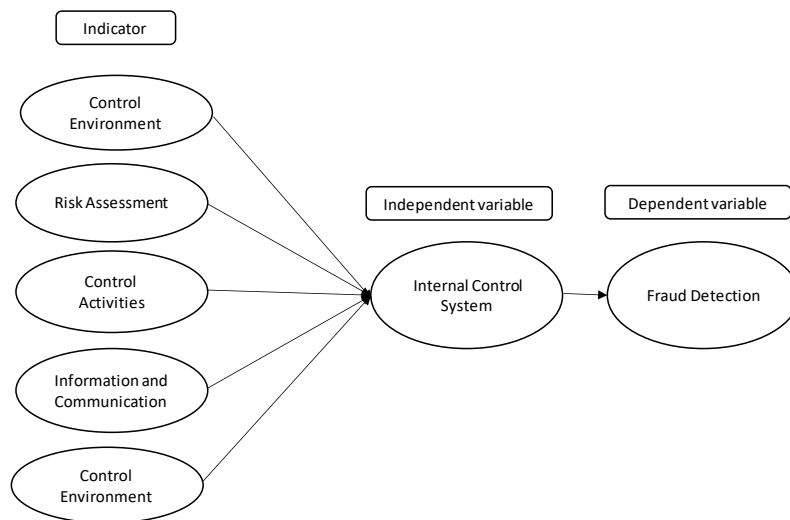 Indicator
Control
Environment
Risk Assessment
Independent variable
Dependent variable
Control
Activities
Internal Control
System
Fraud Detection
Information and
Communication
Control
Environment